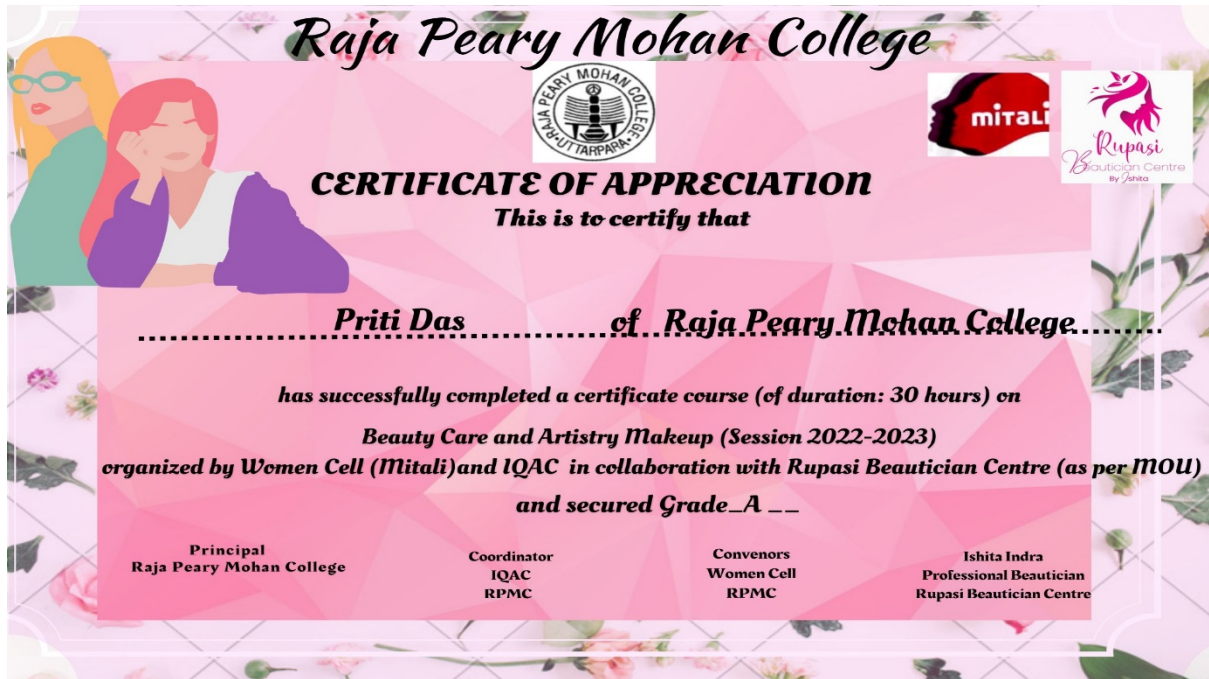 Raja Peary Mohan College
RAJA PEARY MOHAN COLLEGE
UTTARPARA
miTaLi
Rupasi
Beautician Centre
By Ishita
CERTIFICATE OF APPRECIATION
This is to certify that
Priti Das of Raja Peary Mohan College
has successfully completed a certificate course (of duration: 30 hours) on
Beauty Care and Artistry Makeup (Session 2022-2023)
organized by Women Cell (Mitali)and IQAC in collaboration with Rupasi Beautician Centre (as per MOU)
and secured Grade_A __
Principal
Raja Peary Mohan College
Coordinator
IQAC
RPMC
Convenors
Women Cell
RPMC
Ishita Indra
Professional Beautician
Rupasi Beautician Centre